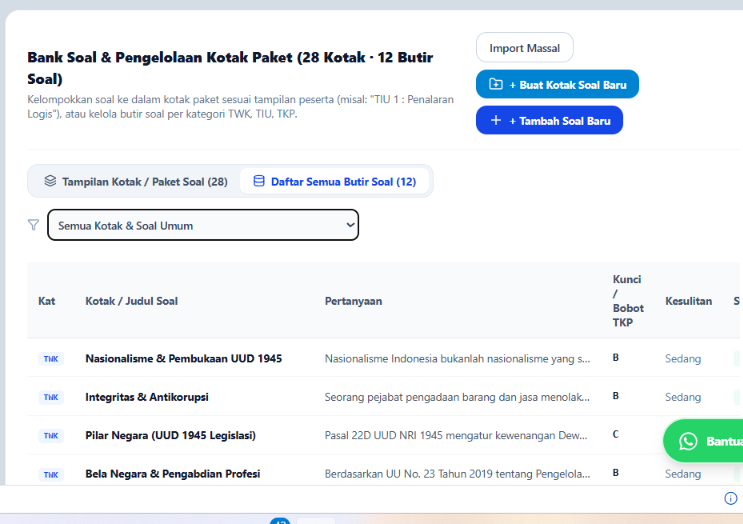 Bank Soal & Pengelolaan Kotak Paket (28 Kotak · 12 Butir
Soal)
Kelompokkan soal ke dalam kotak paket sesuai tampilan peserta (misal: "TIU 1 : Penalaran
Logis"), atau kelola butir soal per kategori TWK, TIU, TKP.
Import Massal
+ Buat Kotak Soal Baru
+ Tambah Soal Baru
Tampilan Kotak / Paket Soal (28)
Daftar Semua Butir Soal (12)
Semua Kotak & Soal Umum
Kat
Kotak / Judul Soal
Pertanyaan
Kunci
/
Bobot
TKP
Kesulitan
S
TWK
Nasionalisme & Pembukaan UUD 1945
Nasionalisme Indonesia bukanlah nasionalisme yang s...
B
Sedang
TWK
Integritas & Antikorupsi
Seorang pejabat pengadaan barang dan jasa menolak...
B
Sedang
TWK
Pilar Negara (UUD 1945 Legislasi)
Pasal 22D UUD NRI 1945 mengatur kewenangan Dew...
C
Bantua
TWK
Bela Negara & Pengabdian Profesi
Berdasarkan UU No. 23 Tahun 2019 tentang Pengelola...
B
Sedang